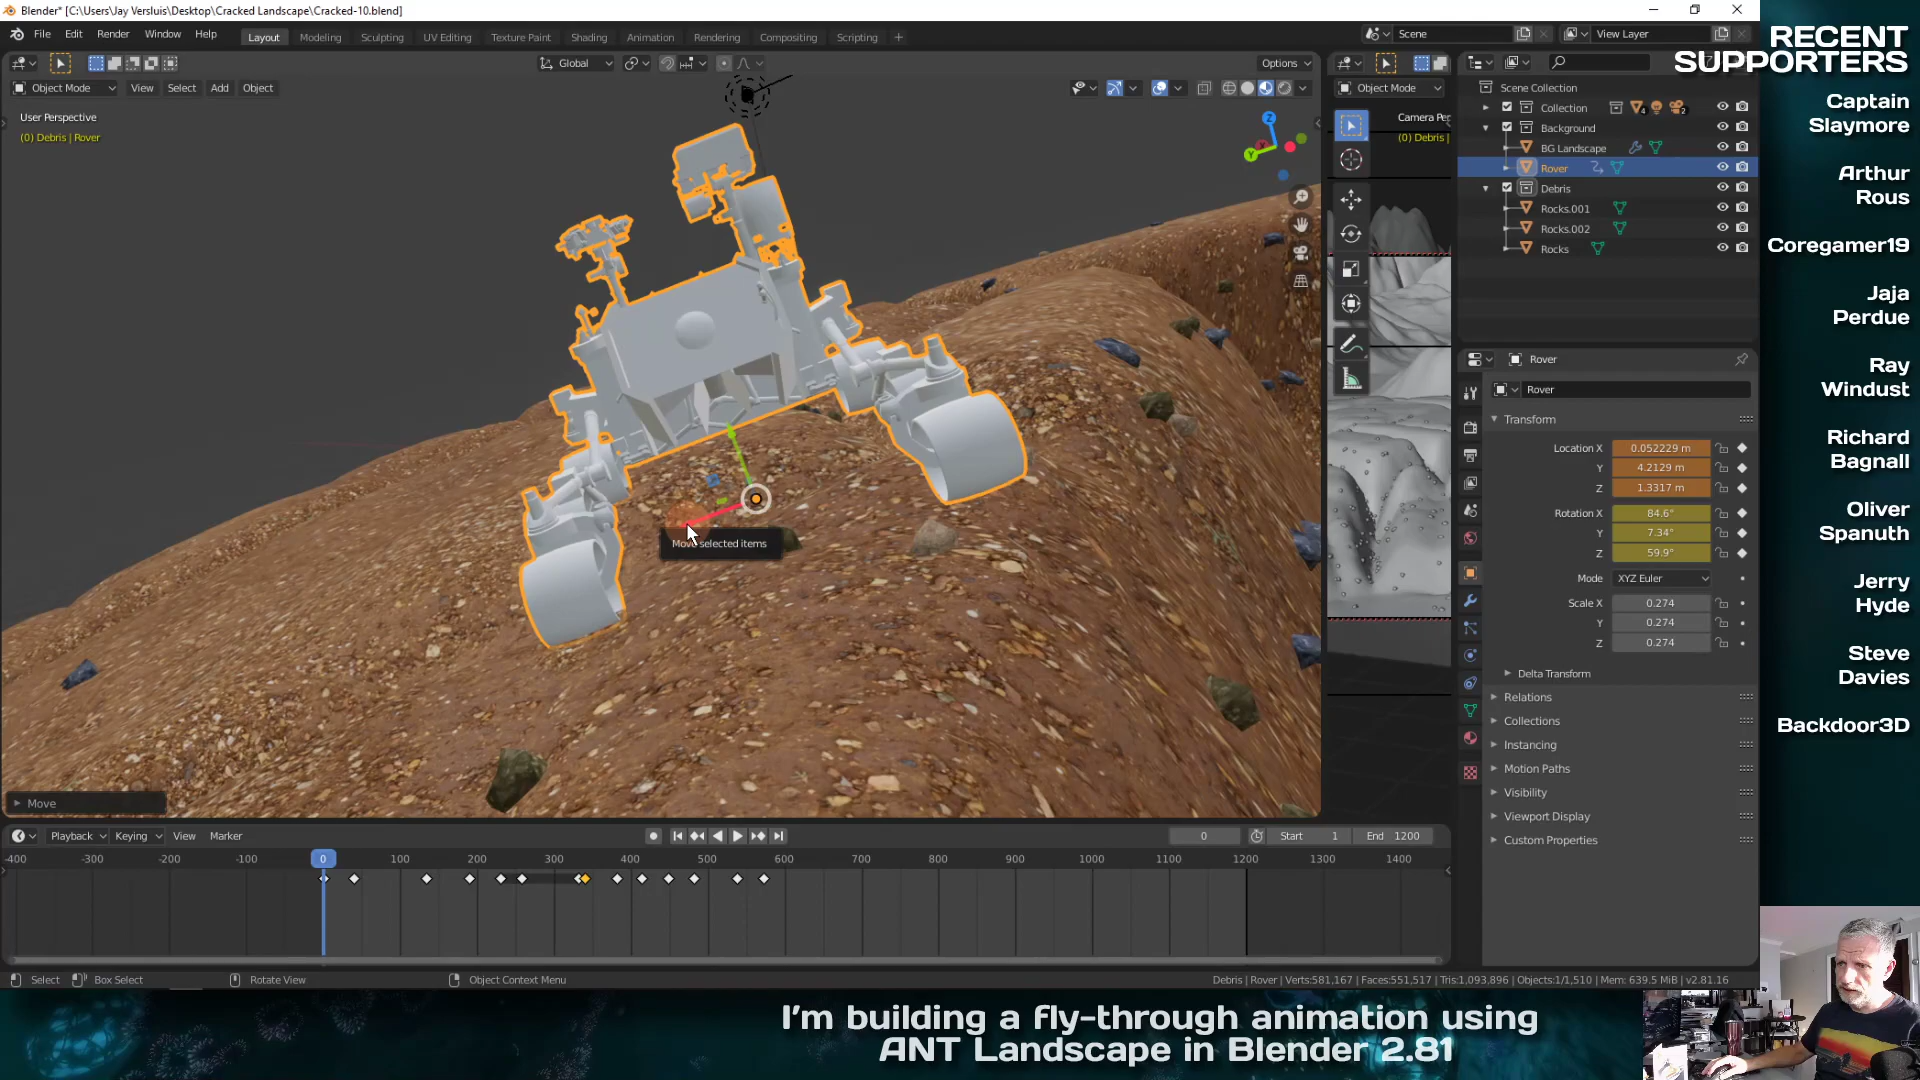 Blender* [C:\Users\Jay Versluis\Desktop\Cracked Landscape\Cracked-10.blend]
File Edit Render Window Help
Layout Modeling Sculpting UV Editing Texture Paint Shading Animation Rendering Compositing Scripting +
Scene
View Layer
Global
Options
Object Mode View Select Add Object
Object Mode
User Perspective
(0) Debris | Rover
Camera Per
(0) Debris |
Z
Y
Scene Collection
Collection 4 2
Background
BG Landscape
Rover
Debris
Rocks.001
Rocks.002
Rocks
Rover
Rover
Transform
Location X 0.052229 m
Y 4.2129 m
Z 1.3317 m
Rotation X 84.6°
Y 7.34°
Z 59.9°
Mode XYZ Euler
Scale X 0.274
Y 0.274
Z 0.274
Delta Transform
Relations
Collections
Instancing
Motion Paths
Visibility
Viewport Display
Custom Properties
Move selected items
Move
Playback Keying View Marker
0 Start 1 End 1200
-400 -300 -200 -100 0 100 200 300 400 500 600 700 800 900 1000 1100 1200 1300 1400
Select Box Select Rotate View Object Context Menu
Debris | Rover | Verts:581,167 | Faces:551,517 | Tris:1,093,896 | Objects:1/1,510 | Mem: 639.5 MiB | v2.81.16
RECENT
SUPPORTERS
Captain
Slaymore
Arthur
Rous
Coregamer19
Jaja
Perdue
Ray
Windust
Richard
Bagnall
Oliver
Spanuth
Jerry
Hyde
Steve
Davies
Backdoor3D
I'm building a fly-through animation using
ANT Landscape in Blender 2.81